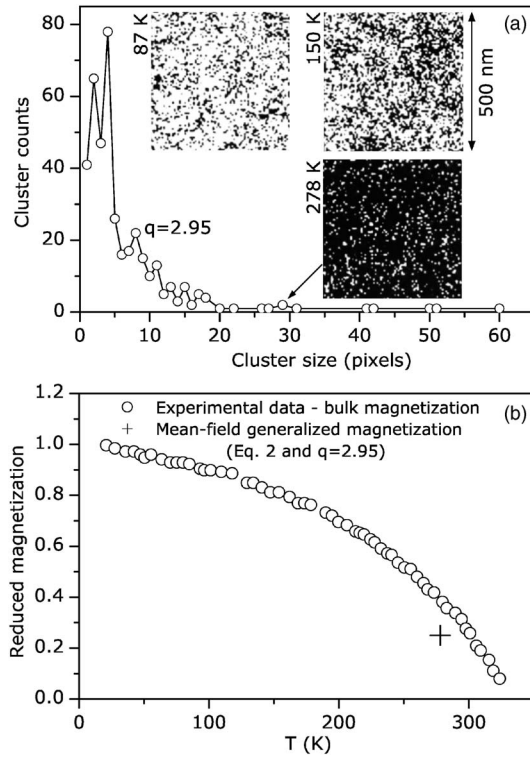 (a)
80
60
40
20
0
Cluster counts
87 K
150 K
500 nm
278 K
q=2.95
0 10 20 30 40 50 60
Cluster size (pixels)
(b)
1.2
1.0
0.8
0.6
0.4
0.2
0.0
Reduced magnetization
Experimental data - bulk magnetization
Mean-field generalized magnetization
(Eq. 2 and q=2.95)
0 100 200 300
T (K)